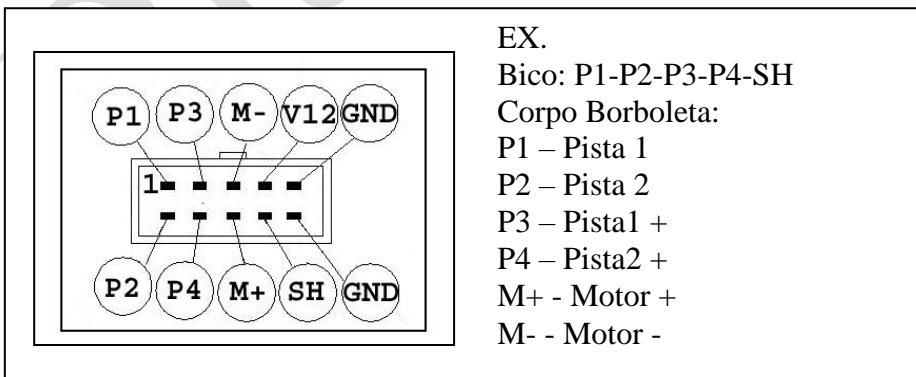 P1 P3 M- V12 GND
1
P2 P4 M+ SH GND
EX.
Bico: P1-P2-P3-P4-SH
Corpo Borboleta:
P1 – Pista 1
P2 – Pista 2
P3 – Pista1 +
P4 – Pista2 +
M+ - Motor +
M- - Motor -